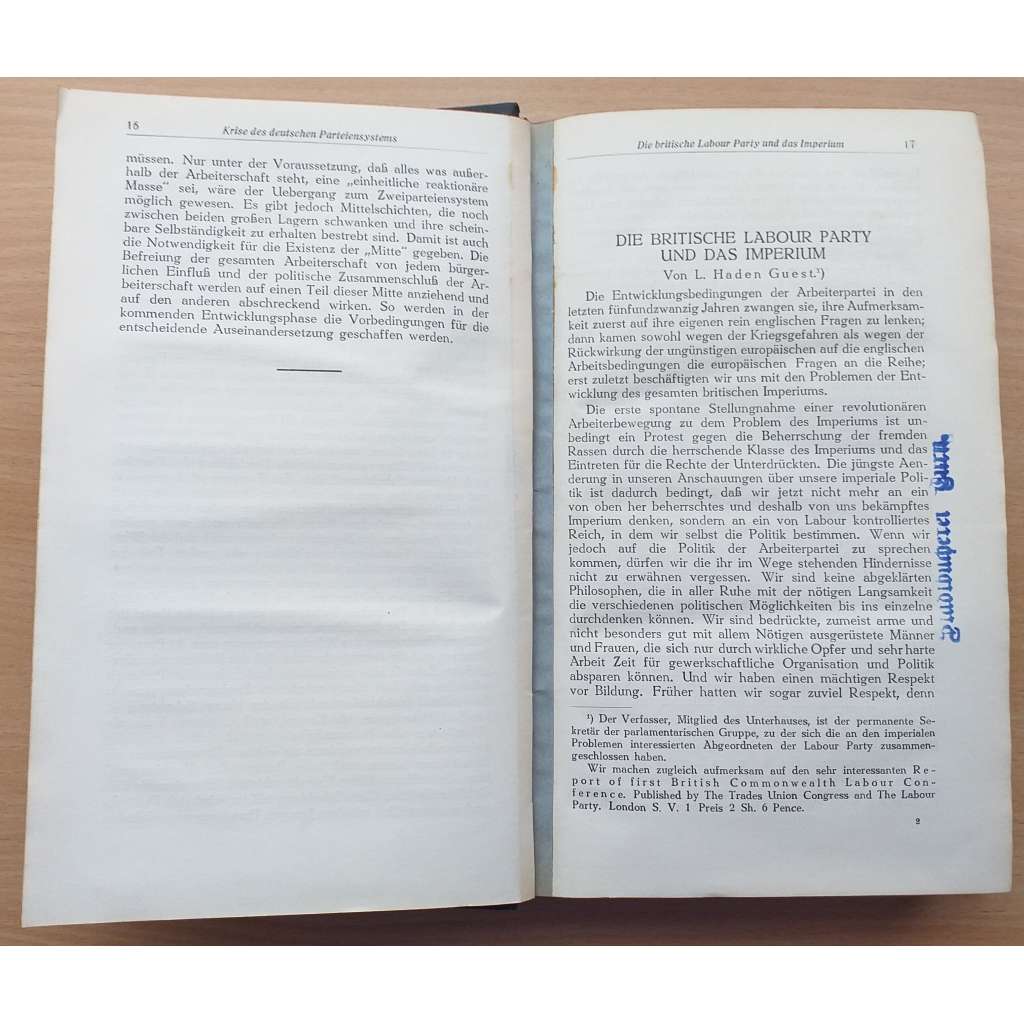 16
Krise des deutschen Parteiensystems
müssen. Nur unter der Voraussetzung, daß alles was außer-
halb der Arbeiterschaft steht, eine „einheitliche reaktionäre
Masse“ sei, wäre der Uebergang zum Zweiparteiensystem
möglich gewesen. Es gibt jedoch Mittelschichten, die noch
zwischen beiden großen Lagern schwanken und ihre schein-
bare Selbständigkeit zu erhalten bestrebt sind. Damit ist auch
die Notwendigkeit für die Existenz der „Mitte“ gegeben. Die
Befreiung der gesamten Arbeiterschaft von jedem bürger-
lichen Einfluß und der politische Zusammenschluß der Ar-
beiterschaft werden auf einen Teil dieser Mitte anziehend und
auf den anderen abschreckend wirken. So werden in der
kommenden Entwicklungsphase die Vorbedingungen für die
entscheidende Auseinandersetzung geschaffen werden.
Die britische Labour Party und das Imperium
17
DIE BRITISCHE LABOUR PARTY
UND DAS IMPERIUM
Von L. Haden Guest.¹)
Die Entwicklungsbedingungen der Arbeiterpartei in den
letzten fünfundzwanzig Jahren zwangen sie, ihre Aufmerksam-
keit zuerst auf ihre eigenen rein englischen Fragen zu lenken;
dann kamen sowohl wegen der Kriegsgefahren als wegen der
Rückwirkung der ungünstigen europäischen auf die englischen
Arbeitsbedingungen die europäischen Fragen an die Reihe;
erst zuletzt beschäftigten wir uns mit den Problemen der Ent-
wicklung des gesamten britischen Imperiums.
Die erste spontane Stellungnahme einer revolutionären
Arbeiterbewegung zu dem Problem des Imperiums ist un-
bedingt ein Protest gegen die Beherrschung der fremden
Rassen durch die herrschende Klasse des Imperiums und das
Eintreten für die Rechte der Unterdrückten. Die jüngste Aen-
derung in unseren Anschauungen über unsere imperiale Poli-
tik ist dadurch bedingt, daß wir jetzt nicht mehr an ein
von oben her beherrschtes und deshalb von uns bekämpftes
Imperium denken, sondern an ein von Labour kontrolliertes
Reich, in dem wir selbst die Politik bestimmen. Wenn wir
jedoch auf die Politik der Arbeiterpartei zu sprechen
kommen, dürfen wir die ihr im Wege stehenden Hindernisse
nicht zu erwähnen vergessen. Wir sind keine abgeklärten
Philosophen, die in aller Ruhe mit der nötigen Langsamkeit
die verschiedenen politischen Möglichkeiten bis ins einzelne
durchdenken können. Wir sind bedrückte, zumeist arme und
nicht besonders gut mit allem Nötigen ausgerüstete Männer
und Frauen, die sich nur durch wirkliche Opfer und sehr harte
Arbeit Zeit für gewerkschaftliche Organisation und Politik
absparen können. Und wir haben einen mächtigen Respekt
vor Bildung. Früher hatten wir sogar zuviel Respekt, denn
¹) Der Verfasser, Mitglied des Unterhauses, ist der permanente Se-
kretär der parlamentarischen Gruppe, zu der sich die an den imperialen
Problemen interessierten Abgeordneten der Labour Party zusammen-
geschlossen haben.
Wir machen zugleich aufmerksam auf den sehr interessanten Re-
port of first British Commonwealth Labour Con-
ference. Published by The Trades Union Congress and The Labour
Party. London S. V. 1 Preis 2 Sh. 6 Pence.
2